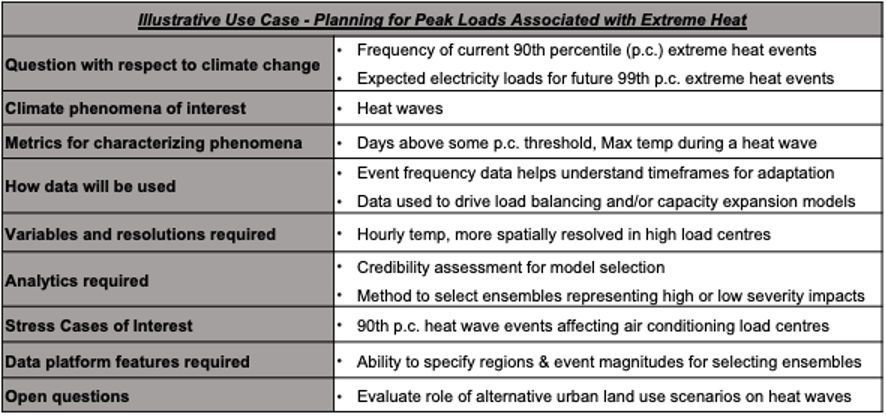 Illustrative Use Case - Planning for Peak Loads Associated with Extreme Heat
Question with respect to climate change
• Frequency of current 90th percentile (p.c.) extreme heat events
• Expected electricity loads for future 99th p.c. extreme heat events
Climate phenomena of interest
• Heat waves
Metrics for characterizing phenomena
• Days above some p.c. threshold, Max temp during a heat wave
How data will be used
• Event frequency data helps understand timeframes for adaptation
• Data used to drive load balancing and/or capacity expansion models
Variables and resolutions required
• Hourly temp, more spatially resolved in high load centres
Analytics required
• Credibility assessment for model selection
• Method to select ensembles representing high or low severity impacts
Stress Cases of Interest
• 90th p.c. heat wave events affecting air conditioning load centres
Data platform features required
• Ability to specify regions & event magnitudes for selecting ensembles
Open questions
• Evaluate role of alternative urban land use scenarios on heat waves